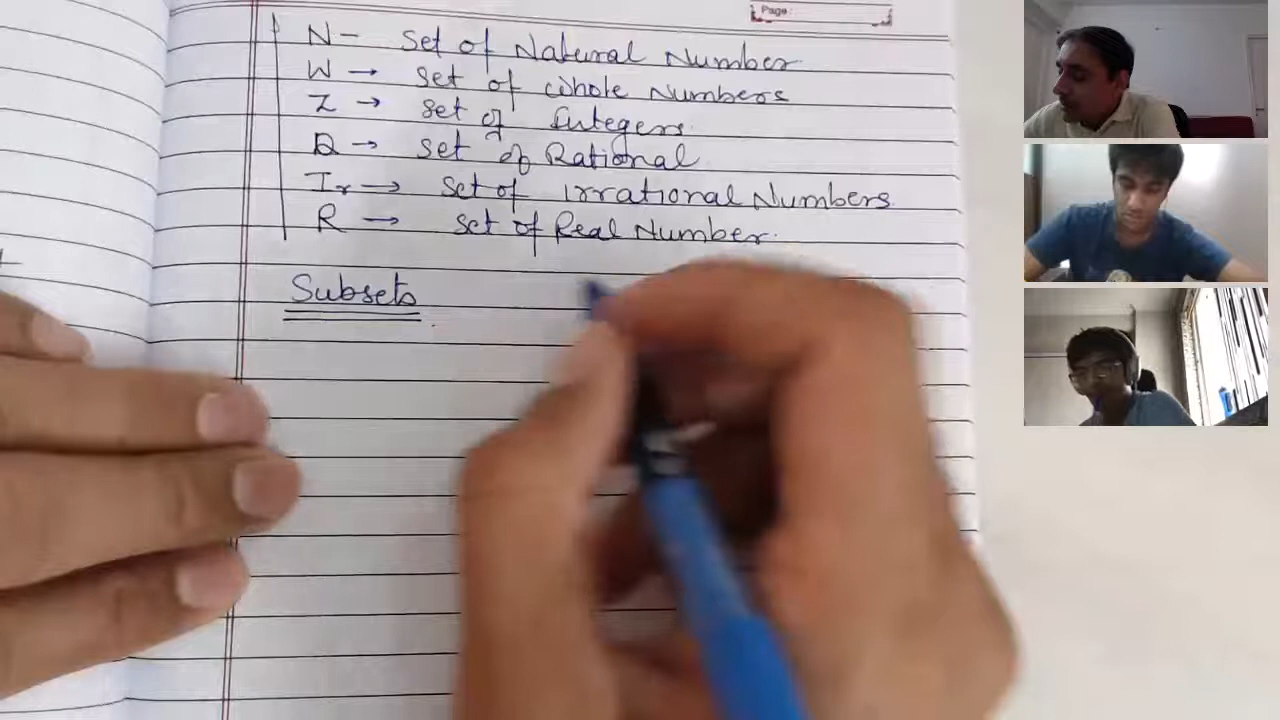 Page:
N- Set of Natural Number
W → set of whole Numbers
Z → set of Integers.
Q → set of Rational
Ir → set of irrational Numbers
R → set of Real Number.
Subsets